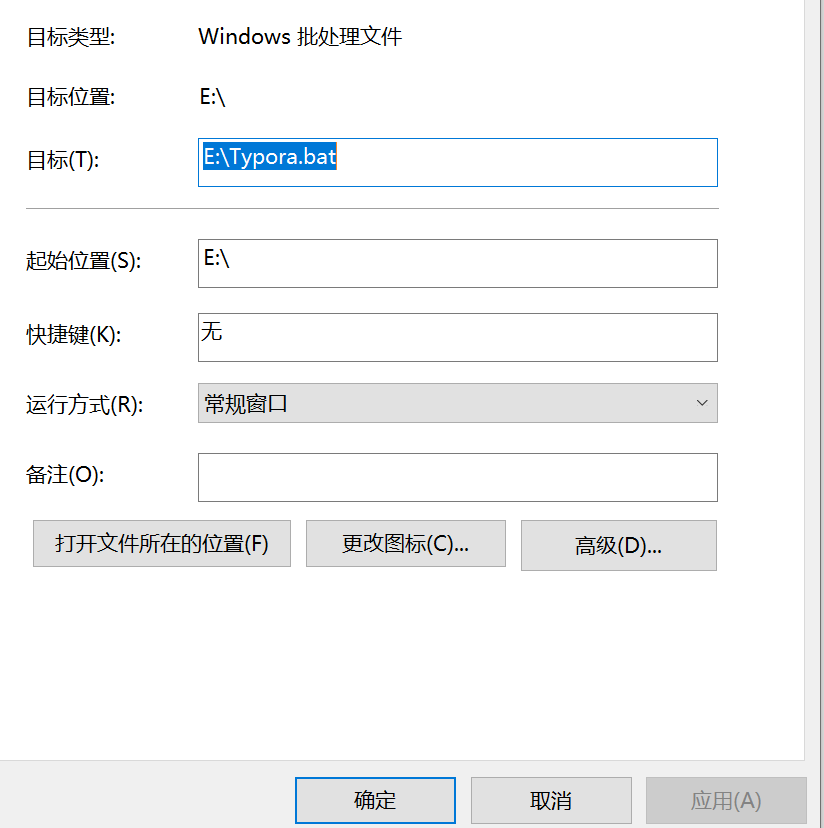 目标类型: Windows 批处理文件
目标位置: E:\
目标(T): E:\Typora.bat
起始位置(S): E:\
快捷键(K): 无
运行方式(R): 常规窗口
备注(O):
打开文件所在的位置(F) 更改图标(C)... 高级(D)...
确定 取消 应用(A)